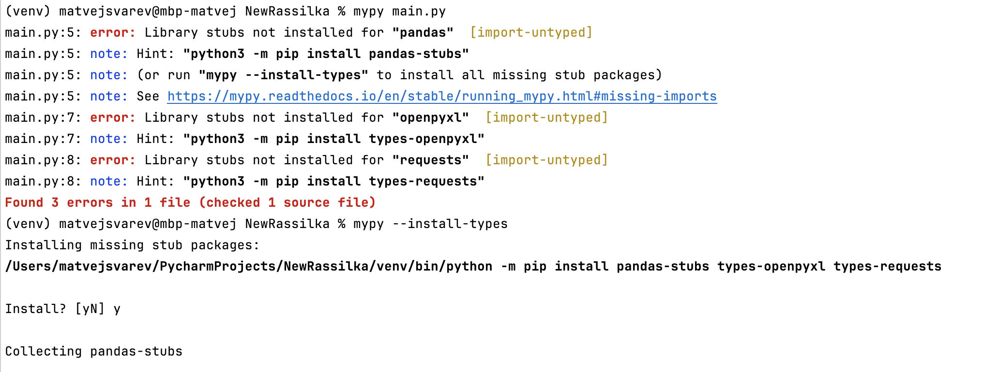 (venv) matvejsvarev@mbp-matvej NewRassilka % mypy main.py
main.py:5: error: Library stubs not installed for "pandas"  [import-untyped]
main.py:5: note: Hint: "python3 -m pip install pandas-stubs"
main.py:5: note: (or run "mypy --install-types" to install all missing stub packages)
main.py:5: note: See https://mypy.readthedocs.io/en/stable/running_mypy.html#missing-imports
main.py:7: error: Library stubs not installed for "openpyxl"  [import-untyped]
main.py:7: note: Hint: "python3 -m pip install types-openpyxl"
main.py:8: error: Library stubs not installed for "requests"  [import-untyped]
main.py:8: note: Hint: "python3 -m pip install types-requests"
Found 3 errors in 1 file (checked 1 source file)
(venv) matvejsvarev@mbp-matvej NewRassilka % mypy --install-types
Installing missing stub packages:
/Users/matvejsvarev/PycharmProjects/NewRassilka/venv/bin/python -m pip install pandas-stubs types-openpyxl types-requests
Install? [yN] y
Collecting pandas-stubs